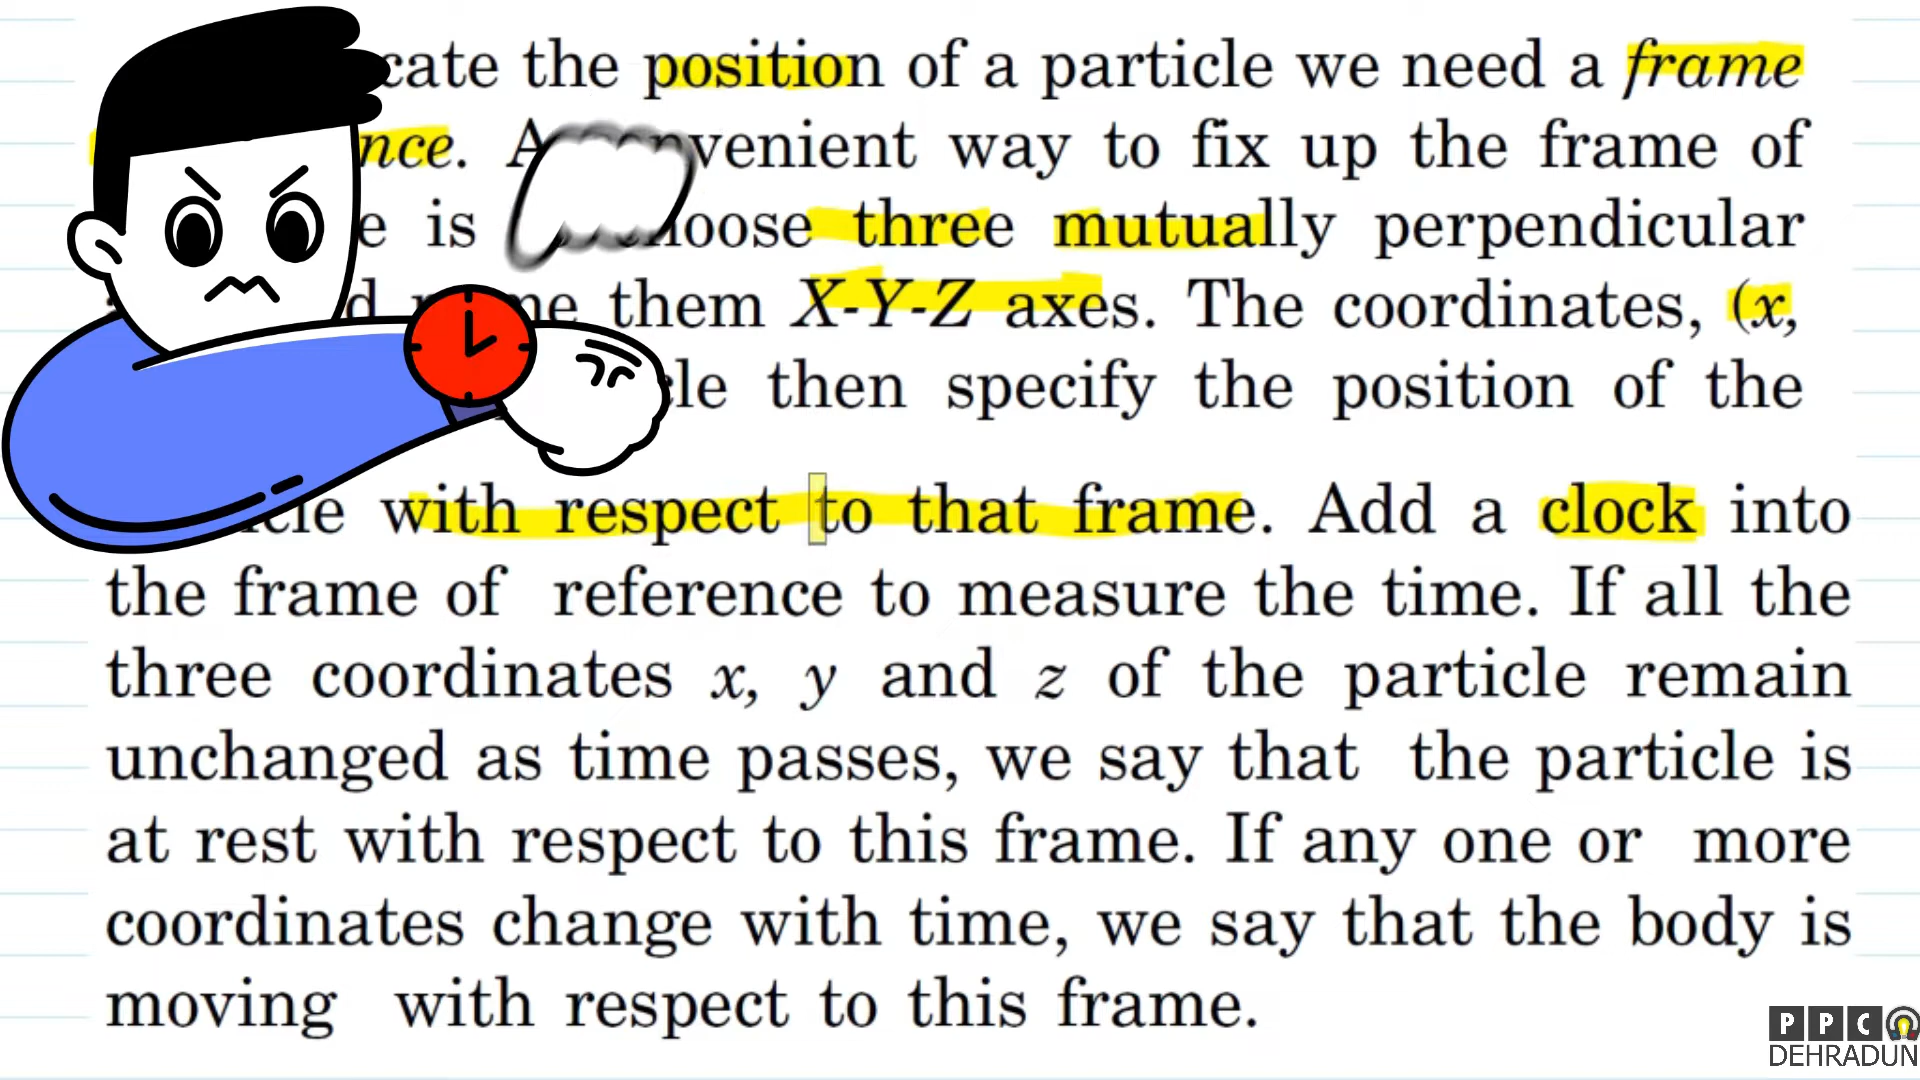 cate the position of a particle we need a frame
nce. A convenient way to fix up the frame of
e is choose three mutually perpendicular
d name them X-Y-Z axes. The coordinates, (x,
cle then specify the position of the
cle with respect to that frame. Add a clock into
the frame of reference to measure the time. If all the
three coordinates x, y and z of the particle remain
unchanged as time passes, we say that the particle is
at rest with respect to this frame. If any one or more
coordinates change with time, we say that the body is
moving with respect to this frame.
PPC
DEHRADUN